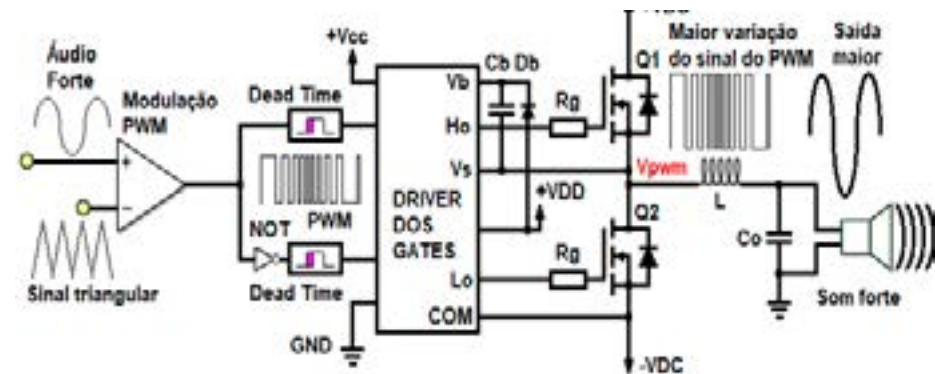 Áudio
Forte
Modulação
PWM
+
−
Sinal triangular
Dead Time
PWM
NOT
Dead Time
+Vcc
GND
DRIVER
DOS
GATES
Vb
Ho
Vs
Lo
COM
Cb Db
+VDD
Rg
Rg
Q1
Q2
Vpwm
-VDC
Maior variação
do sinal do PWM
L
Co
Saída
maior
Som forte